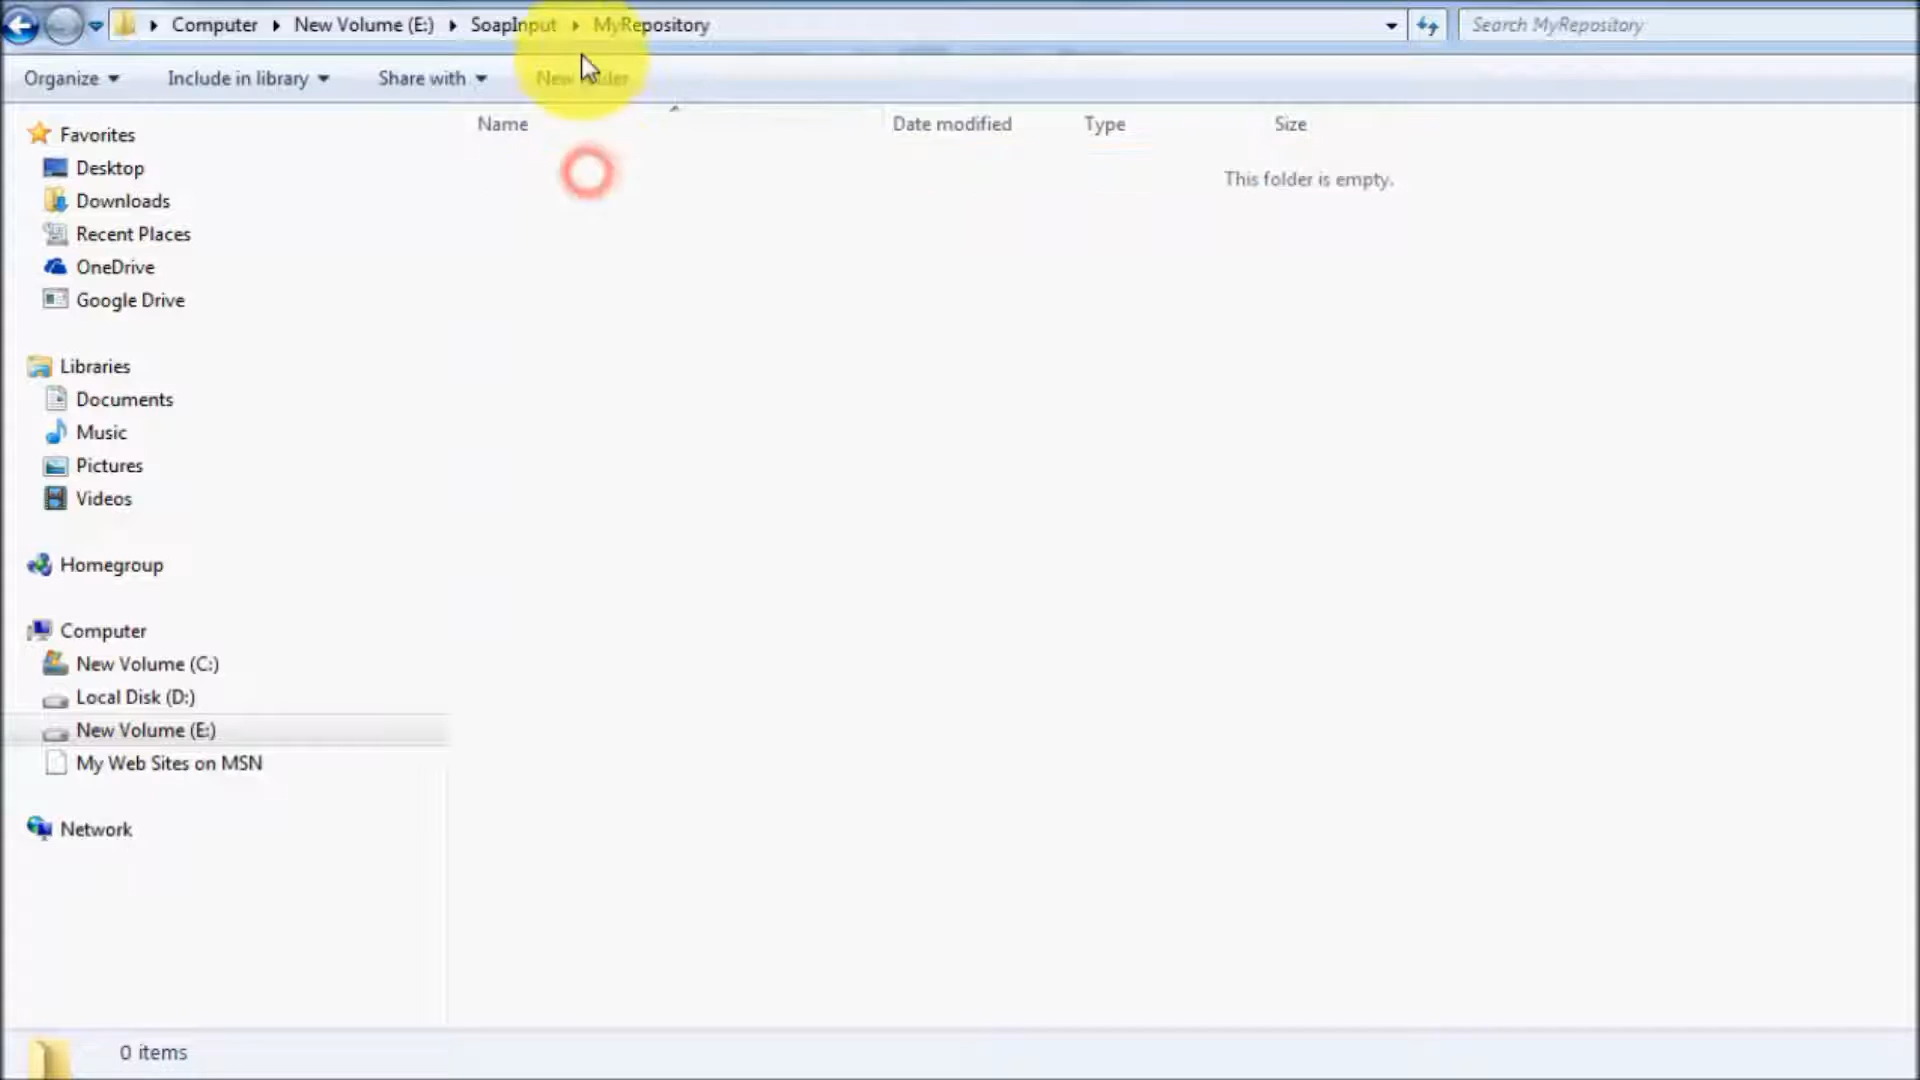 Computer New Volume (E:) SoapInput MyRepository
Search MyRepository
Organize Include in library Share with New folder
Name Date modified Type Size
This folder is empty.
Favorites
Desktop
Downloads
Recent Places
OneDrive
Google Drive
Libraries
Documents
Music
Pictures
Videos
Homegroup
Computer
New Volume (C:)
Local Disk (D:)
New Volume (E:)
My Web Sites on MSN
Network
0 items